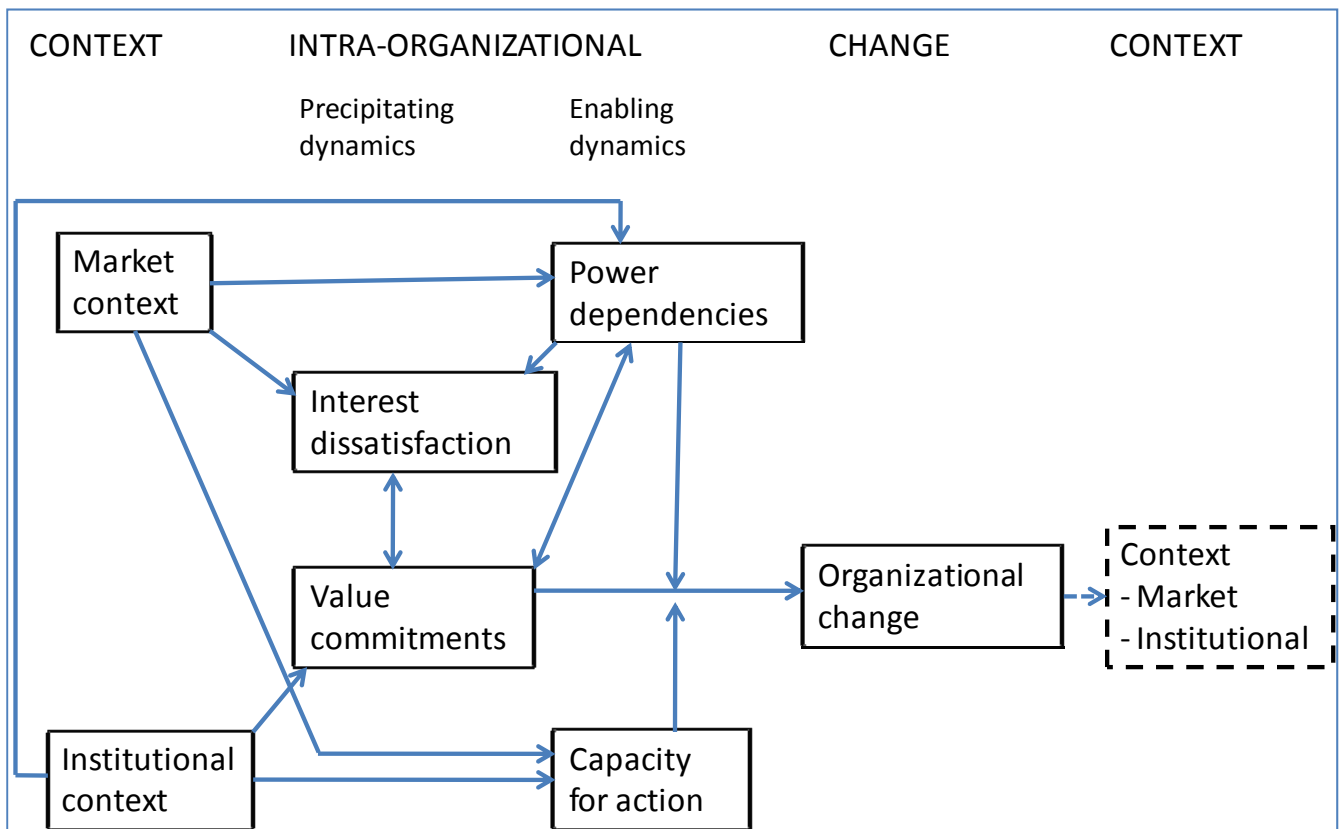 CONTEXT
INTRA-ORGANIZATIONAL
CHANGE
CONTEXT
Precipitating
dynamics
Enabling
dynamics
Market
context
Power
dependencies
Interest
dissatisfaction
Value
commitments
Organizational
change
Context
- Market
- Institutional
Institutional
context
Capacity
for action